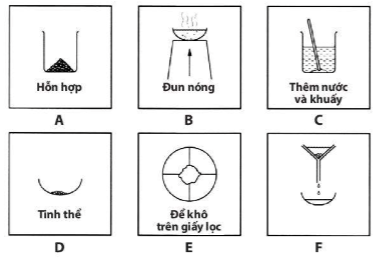 Hỗn hợp
Đun nóng
Thêm nước
và khuấy
A
B
C
Tinh thể
Để khô
trên giấy lọc
D
E
F